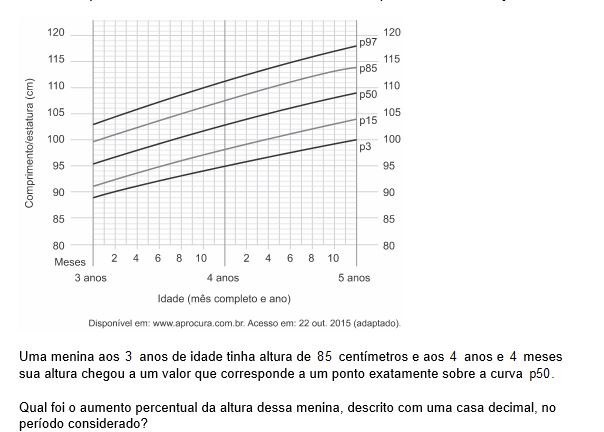 120 120
p97
115 115
p85
110 110
p50
105 105
p15
100 100
p3
95 95
90 90
85 85
80 80
Comprimento/estatura (cm)
Meses 2 4 6 8 10 2 4 6 8 10
3 anos 4 anos 5 anos
Idade (mês completo e ano)
Disponível em: www.aprocura.com.br. Acesso em: 22 out. 2015 (adaptado).
Uma menina aos 3 anos de idade tinha altura de 85 centímetros e aos 4 anos e 4 meses
sua altura chegou a um valor que corresponde a um ponto exatamente sobre a curva p50.
Qual foi o aumento percentual da altura dessa menina, descrito com uma casa decimal, no
período considerado?